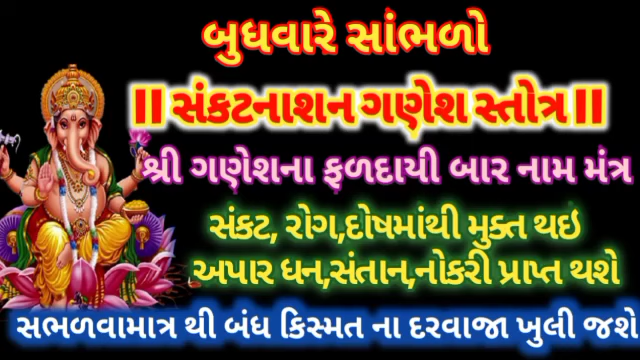 બુધવારે સાંભળો
|| સંકટનાશન ગણેશ સ્તોત્ર ||
શ્રી ગણેશના ફળદાયી બાર નામ મંત્ર
સંકટ, રોગ,દોષમાંથી મુક્ત થઇ
અપાર ધન,સંતાન,નોકરી પ્રાપ્ત થશે
સભળવામાત્ર થી બંધ કિસ્મત ના દરવાજા ખુલી જશે